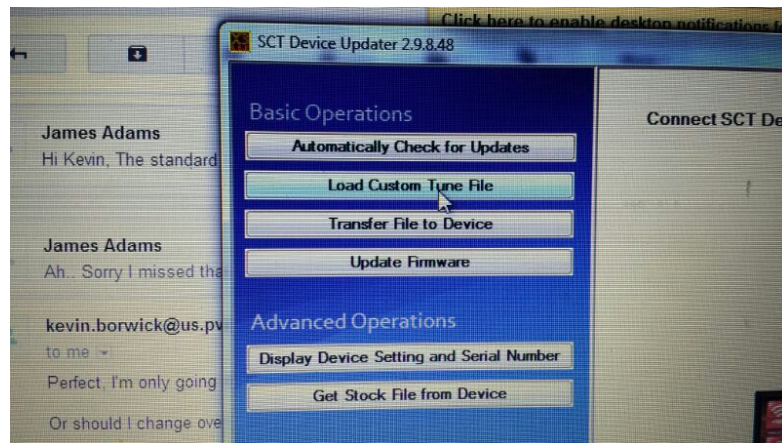 Click here to enable desktop notifications
SCT Device Updater 2.9.8.48
Basic Operations
Automatically Check for Updates
Load Custom Tune File
Transfer File to Device
Update Firmware
Advanced Operations
Display Device Setting and Serial Number
Get Stock File from Device
Connect SCT De
James Adams
Hi Kevin, The standard
James Adams
Ah.. Sorry I missed tha
kevin.borwick@us.pv
to me
Perfect, I'm only going
Or should I change ove